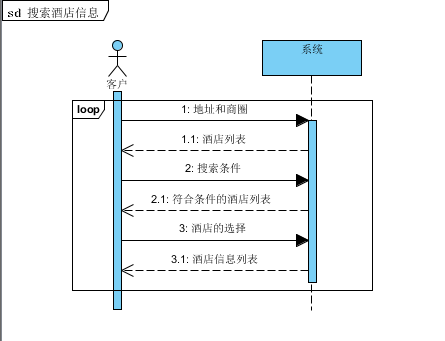 sd 搜索酒店信息
系统
客户
loop
1: 地址和商圈
1.1: 酒店列表
2: 搜索条件
2.1: 符合条件的酒店列表
3: 酒店的选择
3.1: 酒店信息列表